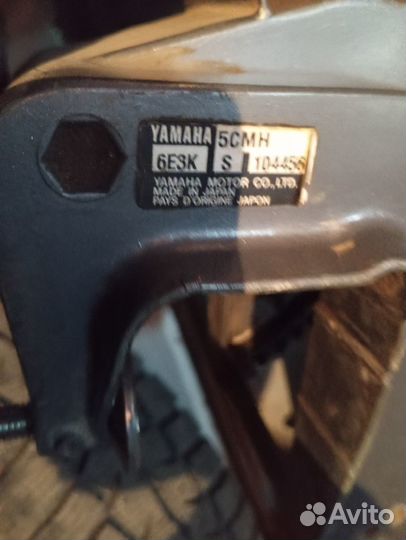 YAMAHA 5CMH
6E3K S 104456
YAMAHA MOTOR CO., LTD.
MADE IN JAPAN
PAYS D'ORIGINE JAPON
Avito